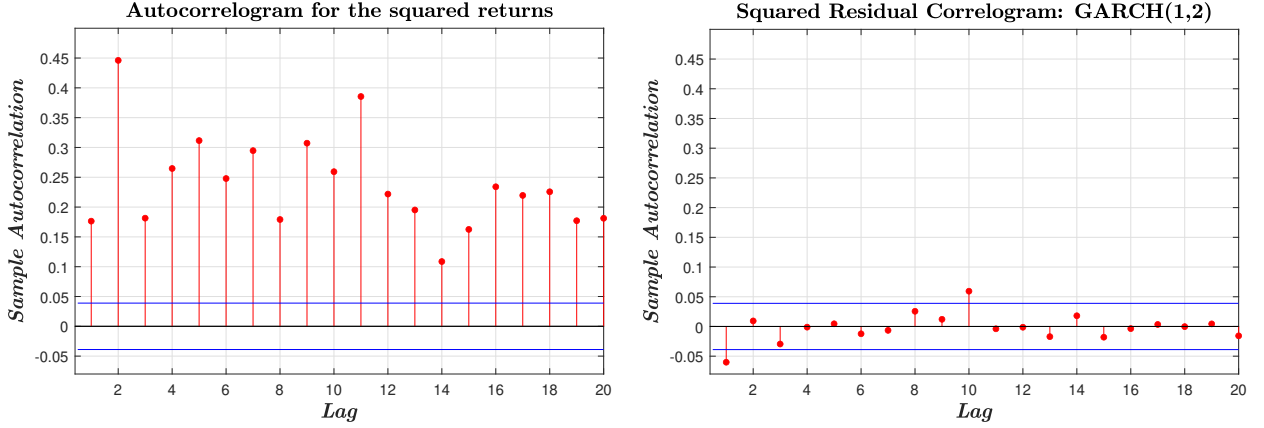 Autocorrelogram for the squared returns
Sample Autocorrelation
0.45
0.4
0.35
0.3
0.25
0.2
0.15
0.1
0.05
0
-0.05
2 4 6 8 10 12 14 16 18 20
Lag
Squared Residual Correlogram: GARCH(1,2)
Sample Autocorrelation
0.45
0.4
0.35
0.3
0.25
0.2
0.15
0.1
0.05
0
-0.05
2 4 6 8 10 12 14 16 18 20
Lag